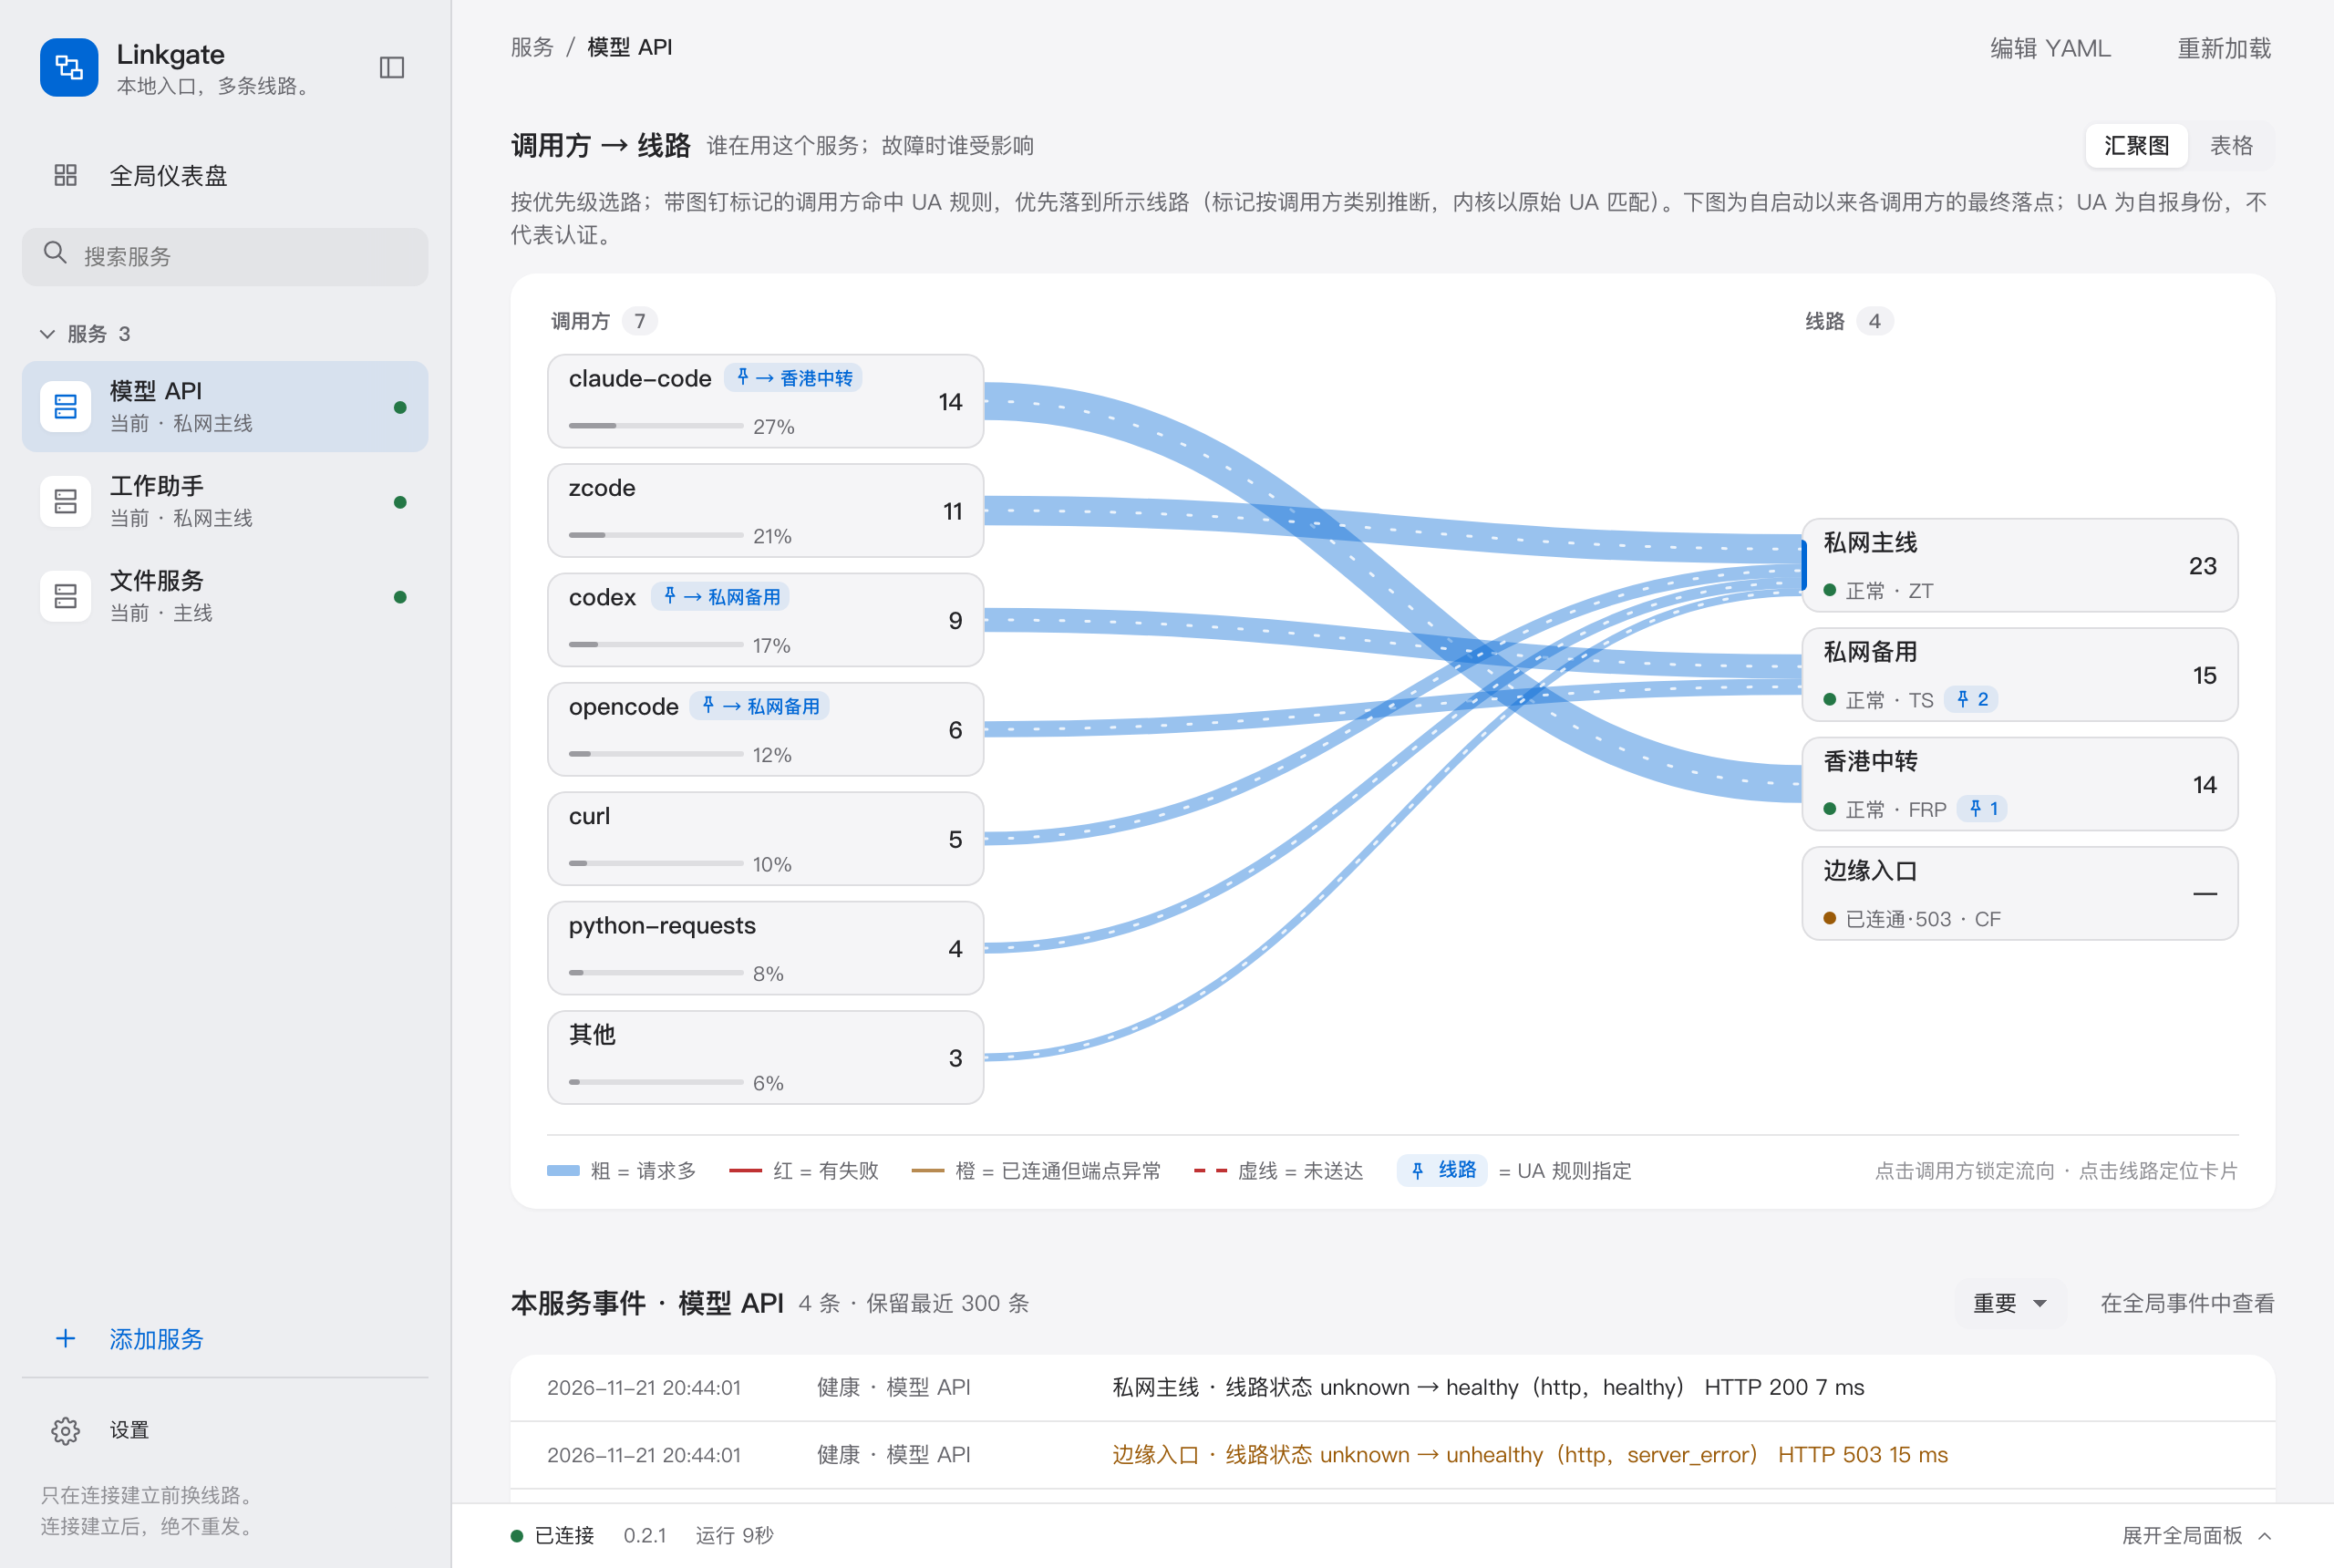 Linkgate
本地入口，多条线路。
全局仪表盘
搜索服务
服务 3
模型 API
当前 · 私网主线
工作助手
当前 · 私网主线
文件服务
当前 · 主线
添加服务
设置
只在连接建立前换线路。
连接建立后，绝不重发。
服务 / 模型 API
编辑 YAML
重新加载
调用方 → 线路 谁在用这个服务；故障时谁受影响
汇聚图
表格
按优先级选路；带图钉标记的调用方命中 UA 规则，优先落到所示线路（标记按调用方类别推断，内核以原始 UA 匹配）。下图为自启动以来各调用方的最终落点；UA 为自报身份，不
代表认证。
调用方 7
线路 4
claude-code → 香港中转
14
27%
zcode
11
21%
codex → 私网备用
9
17%
opencode → 私网备用
6
12%
curl
5
10%
python-requests
4
8%
其他
3
6%
私网主线
23
正常 · ZT
私网备用
15
正常 · TS 2
香港中转
14
正常 · FRP 1
边缘入口
—
已连通·503 · CF
粗 = 请求多
红 = 有失败
橙 = 已连通但端点异常
虚线 = 未送达
线路 = UA 规则指定
点击调用方锁定流向 · 点击线路定位卡片
本服务事件 · 模型 API 4 条 · 保留最近 300 条
重要
在全局事件中查看
2026-11-21 20:44:01 健康 · 模型 API 私网主线 · 线路状态 unknown → healthy（http，healthy） HTTP 200 7 ms
2026-11-21 20:44:01 健康 · 模型 API 边缘入口 · 线路状态 unknown → unhealthy（http，server_error） HTTP 503 15 ms
已连接 0.2.1 运行 9秒
展开全局面板